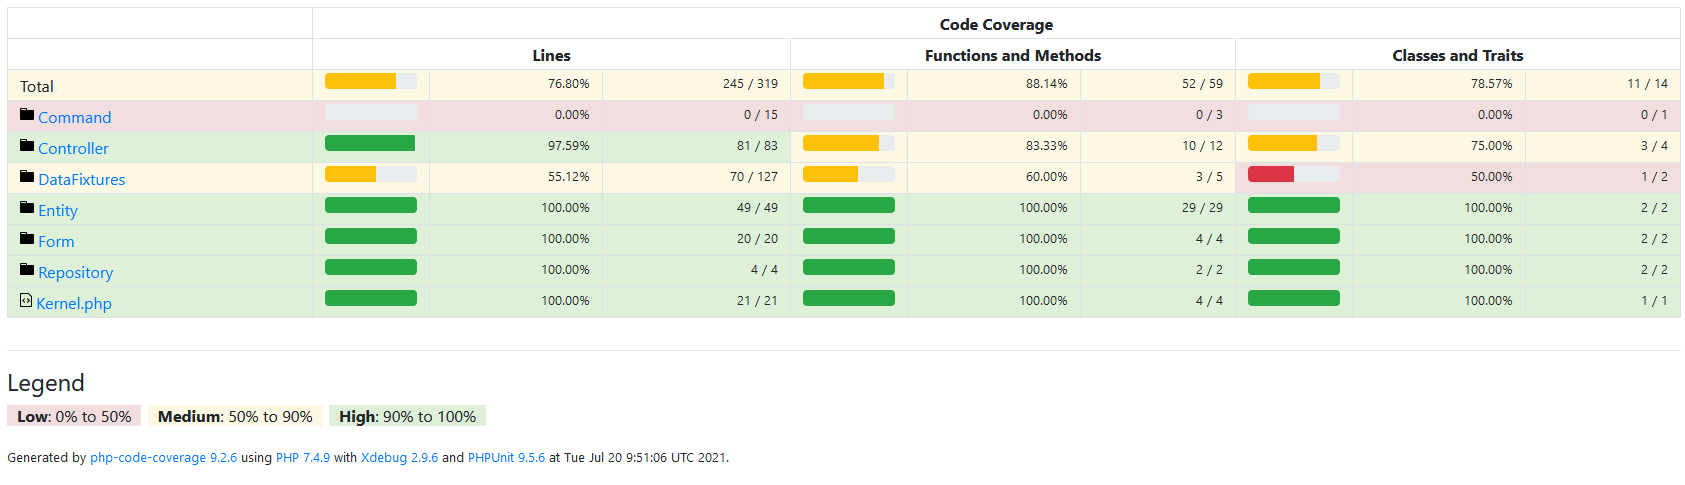 Code Coverage
Lines Functions and Methods Classes and Traits
Total 76.80% 245 / 319 88.14% 52 / 59 78.57% 11 / 14
Command 0.00% 0 / 15 0.00% 0 / 3 0.00% 0 / 1
Controller 97.59% 81 / 83 83.33% 10 / 12 75.00% 3 / 4
DataFixtures 55.12% 70 / 127 60.00% 3 / 5 50.00% 1 / 2
Entity 100.00% 49 / 49 100.00% 29 / 29 100.00% 2 / 2
Form 100.00% 20 / 20 100.00% 4 / 4 100.00% 2 / 2
Repository 100.00% 4 / 4 100.00% 2 / 2 100.00% 2 / 2
Kernel.php 100.00% 21 / 21 100.00% 4 / 4 100.00% 1 / 1
Legend
Low: 0% to 50% Medium: 50% to 90% High: 90% to 100%
Generated by php-code-coverage 9.2.6 using PHP 7.4.9 with Xdebug 2.9.6 and PHPUnit 9.5.6 at Tue Jul 20 9:51:06 UTC 2021.